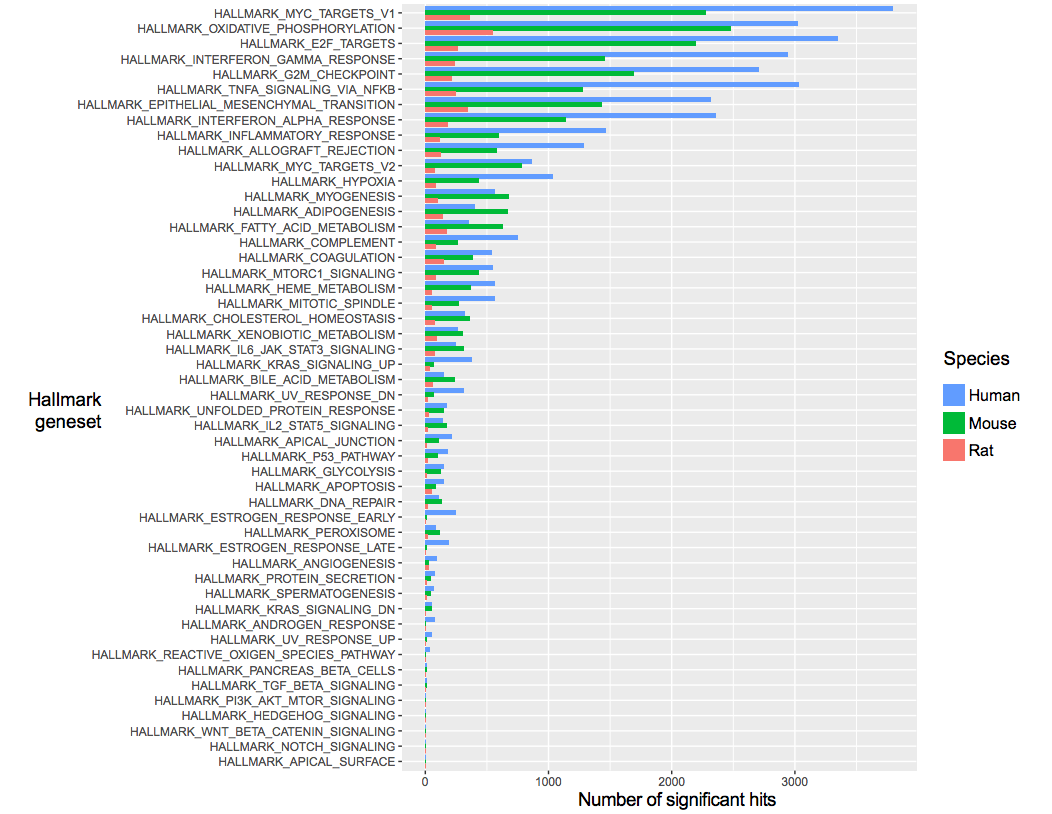 HALLMARK_MYC_TARGETS_V1
HALLMARK_OXIDATIVE_PHOSPHORYLATION
HALLMARK_E2F_TARGETS
HALLMARK_INTERFERON_GAMMA_RESPONSE
HALLMARK_G2M_CHECKPOINT
HALLMARK_TNFA_SIGNALING_VIA_NFKB
HALLMARK_EPITHELIAL_MESENCHYMAL_TRANSITION
HALLMARK_INTERFERON_ALPHA_RESPONSE
HALLMARK_INFLAMMATORY_RESPONSE
HALLMARK_ALLOGRAFT_REJECTION
HALLMARK_MYC_TARGETS_V2
HALLMARK_HYPOXIA
HALLMARK_MYOGENESIS
HALLMARK_ADIPOGENESIS
HALLMARK_FATTY_ACID_METABOLISM
HALLMARK_COMPLEMENT
HALLMARK_COAGULATION
HALLMARK_MTORC1_SIGNALING
HALLMARK_HEME_METABOLISM
HALLMARK_MITOTIC_SPINDLE
HALLMARK_CHOLESTEROL_HOMEOSTASIS
HALLMARK_XENOBIOTIC_METABOLISM
HALLMARK_IL6_JAK_STAT3_SIGNALING
HALLMARK_KRAS_SIGNALING_UP
HALLMARK_BILE_ACID_METABOLISM
HALLMARK_UV_RESPONSE_DN
HALLMARK_UNFOLDED_PROTEIN_RESPONSE
HALLMARK_IL2_STAT5_SIGNALING
HALLMARK_APICAL_JUNCTION
HALLMARK_P53_PATHWAY
HALLMARK_GLYCOLYSIS
HALLMARK_APOPTOSIS
HALLMARK_DNA_REPAIR
HALLMARK_ESTROGEN_RESPONSE_EARLY
HALLMARK_PEROXISOME
HALLMARK_ESTROGEN_RESPONSE_LATE
HALLMARK_ANGIOGENESIS
HALLMARK_PROTEIN_SECRETION
HALLMARK_SPERMATOGENESIS
HALLMARK_KRAS_SIGNALING_DN
HALLMARK_ANDROGEN_RESPONSE
HALLMARK_UV_RESPONSE_UP
HALLMARK_REACTIVE_OXIGEN_SPECIES_PATHWAY
HALLMARK_PANCREAS_BETA_CELLS
HALLMARK_TGF_BETA_SIGNALING
HALLMARK_PI3K_AKT_MTOR_SIGNALING
HALLMARK_HEDGEHOG_SIGNALING
HALLMARK_WNT_BETA_CATENIN_SIGNALING
HALLMARK_NOTCH_SIGNALING
HALLMARK_APICAL_SURFACE
Hallmark
geneset
0 1000 2000 3000
Number of significant hits
Species
Human
Mouse
Rat